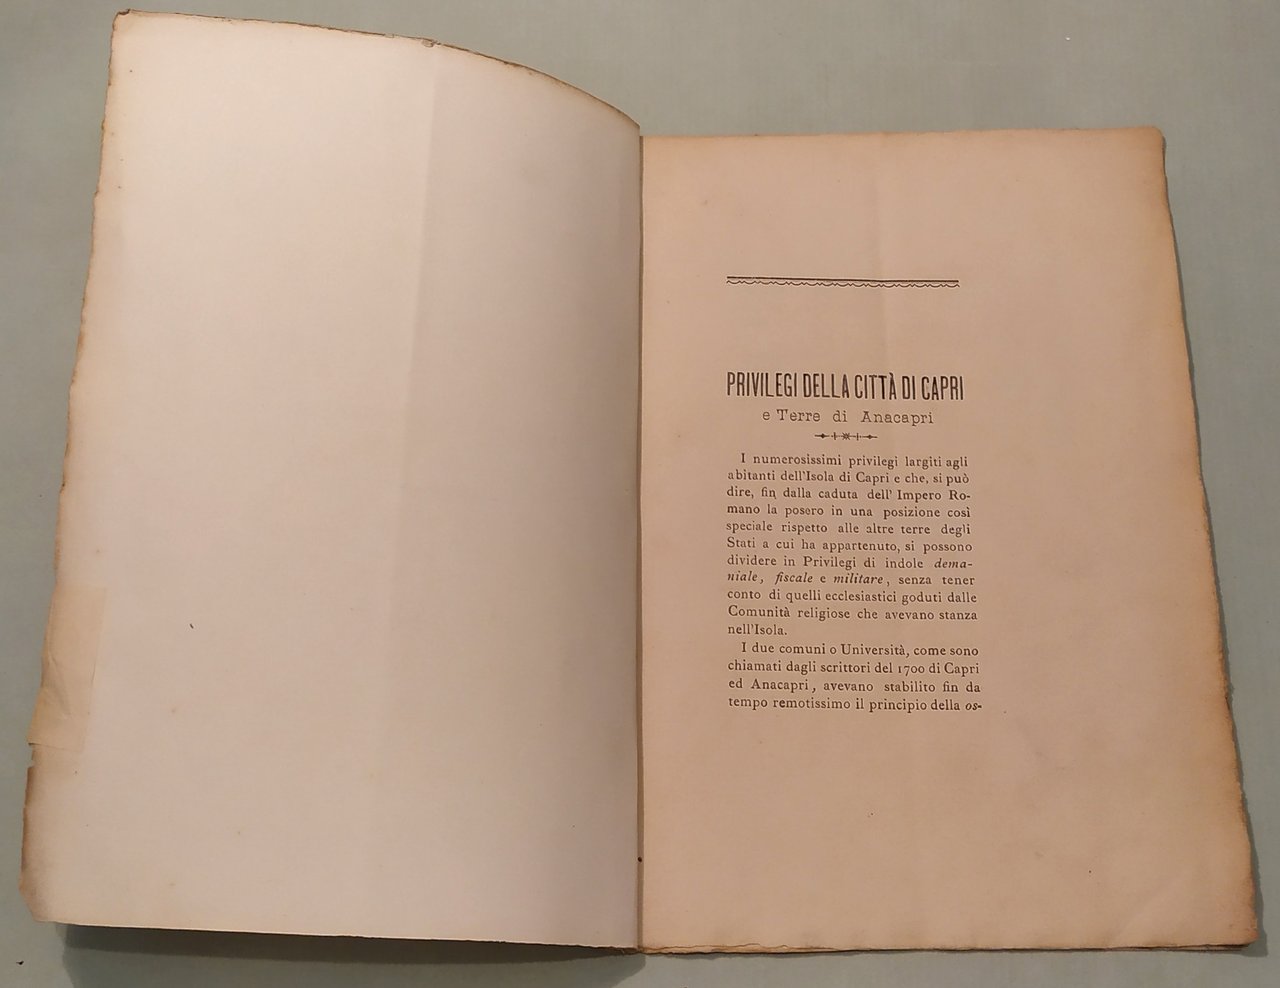 PRIVILEGI DELLA CITTÀ DI CAPRI
e Terre di Anacapri
I numerosissimi privilegi largiti agli
abitanti dell'Isola di Capri e che, si può
dire, fin dalla caduta dell' Impero Ro-
mano la posero in una posizione così
speciale rispetto alle altre terre degli
Stati a cui ha appartenuto, si possono
dividere in Privilegi di indole dema-
niale, fiscale e militare, senza tener
conto di quelli ecclesiastici goduti dalle
Comunità religiose che avevano stanza
nell'Isola.
I due comuni o Università, come sono
chiamati dagli scrittori del 1700 di Capri
ed Anacapri, avevano stabilito fin da
tempo remotissimo il principio della os-